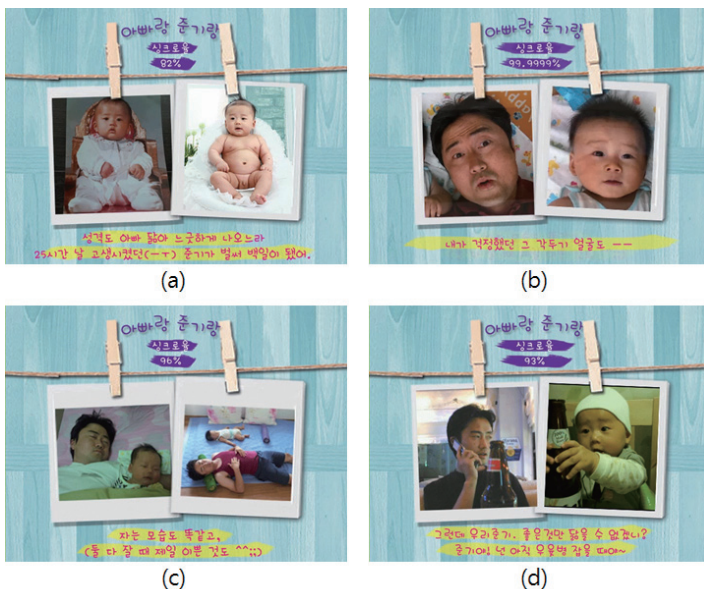 아빠랑 준기랑
싱크로율
82%
성격도 아빠 닮아 느긋하게 나오느라
25시간 날 고생시켰던(ㅡㅜ) 준기가 벌써 백일이 됐어.
(a)
아빠랑 준기랑
싱크로율
99.9999%
내가 걱정했던 그 각두기 얼굴도 --
(b)
아빠랑 준기랑
싱크로율
96%
자는 모습도 똑같고,
(둘 다 잘 때 제일 이쁜 것도 ^^;;)
(c)
아빠랑 준기랑
싱크로율
93%
그런데 우리준기. 좋은것만 닮을 수 없겠니?
준기야! 넌 아직 우윳병 잡을 때야~
(d)